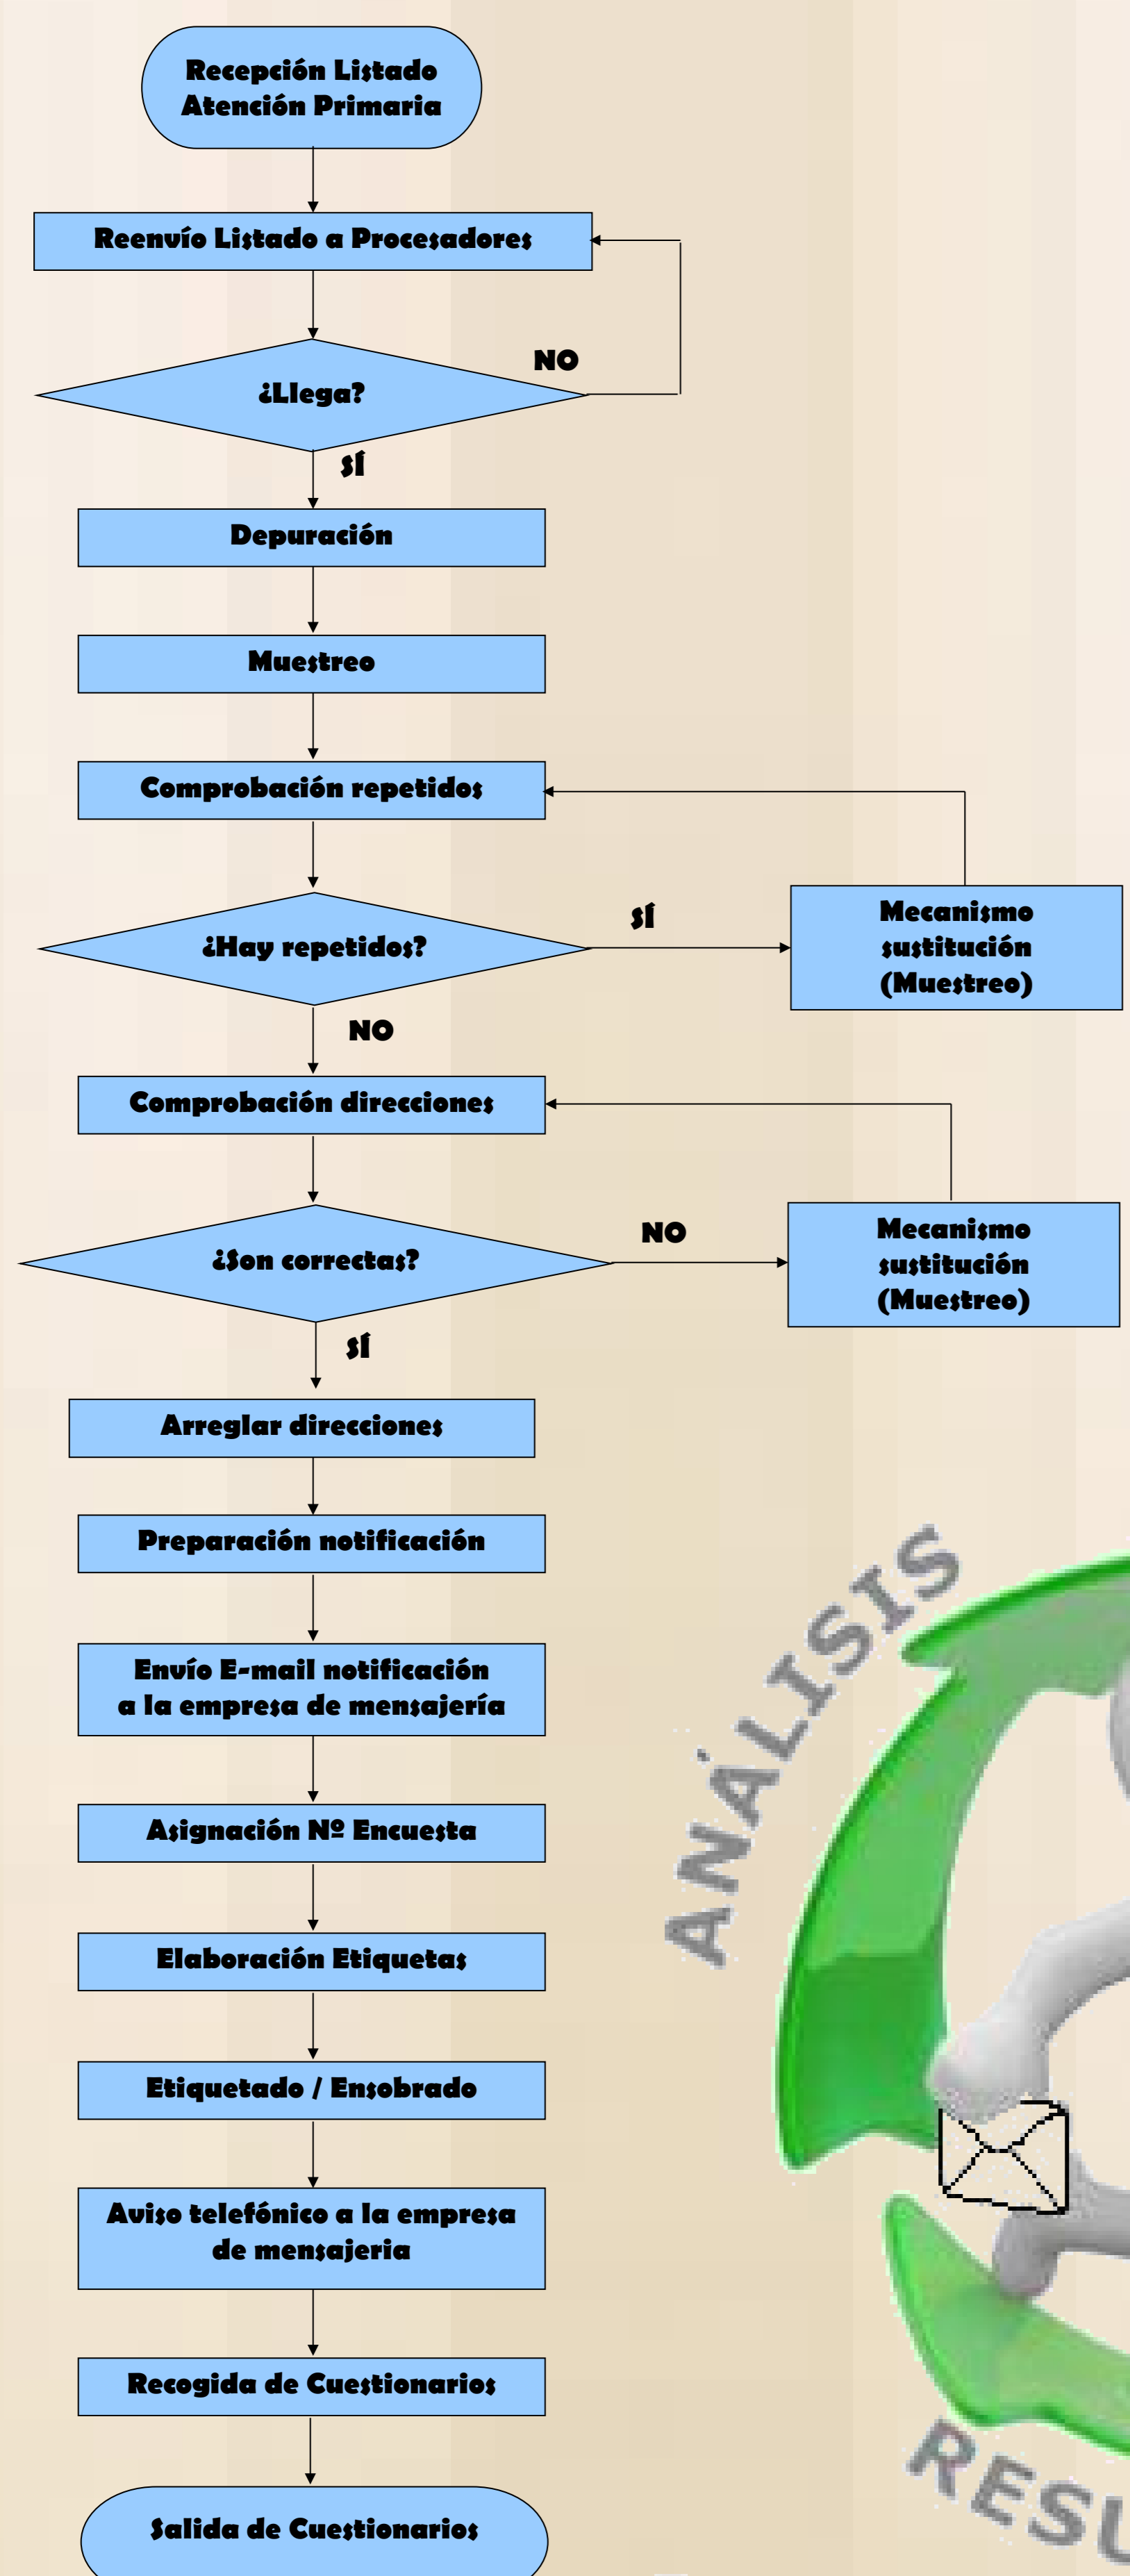 Recepción Listado
Atención Primaria
Reenvío Listado a Procesadores
NO
¿Llega?
SÍ
Depuración
Muestreo
Comprobación repetidos
SÍ
¿Hay repetidos?
Mecanismo
sustitución
(Muestreo)
NO
Comprobación direcciones
NO
¿Son correctas?
Mecanismo
sustitución
(Muestreo)
SÍ
Arreglar direcciones
Preparación notificación
Envío E-mail notificación
a la empresa de mensajería
Asignación Nº Encuesta
Elaboración Etiquetas
Etiquetado / Ensobrado
Aviso telefónico a la empresa
de mensajeria
Recogida de Cuestionarios
Salida de Cuestionarios
ANÁLISIS
RESU